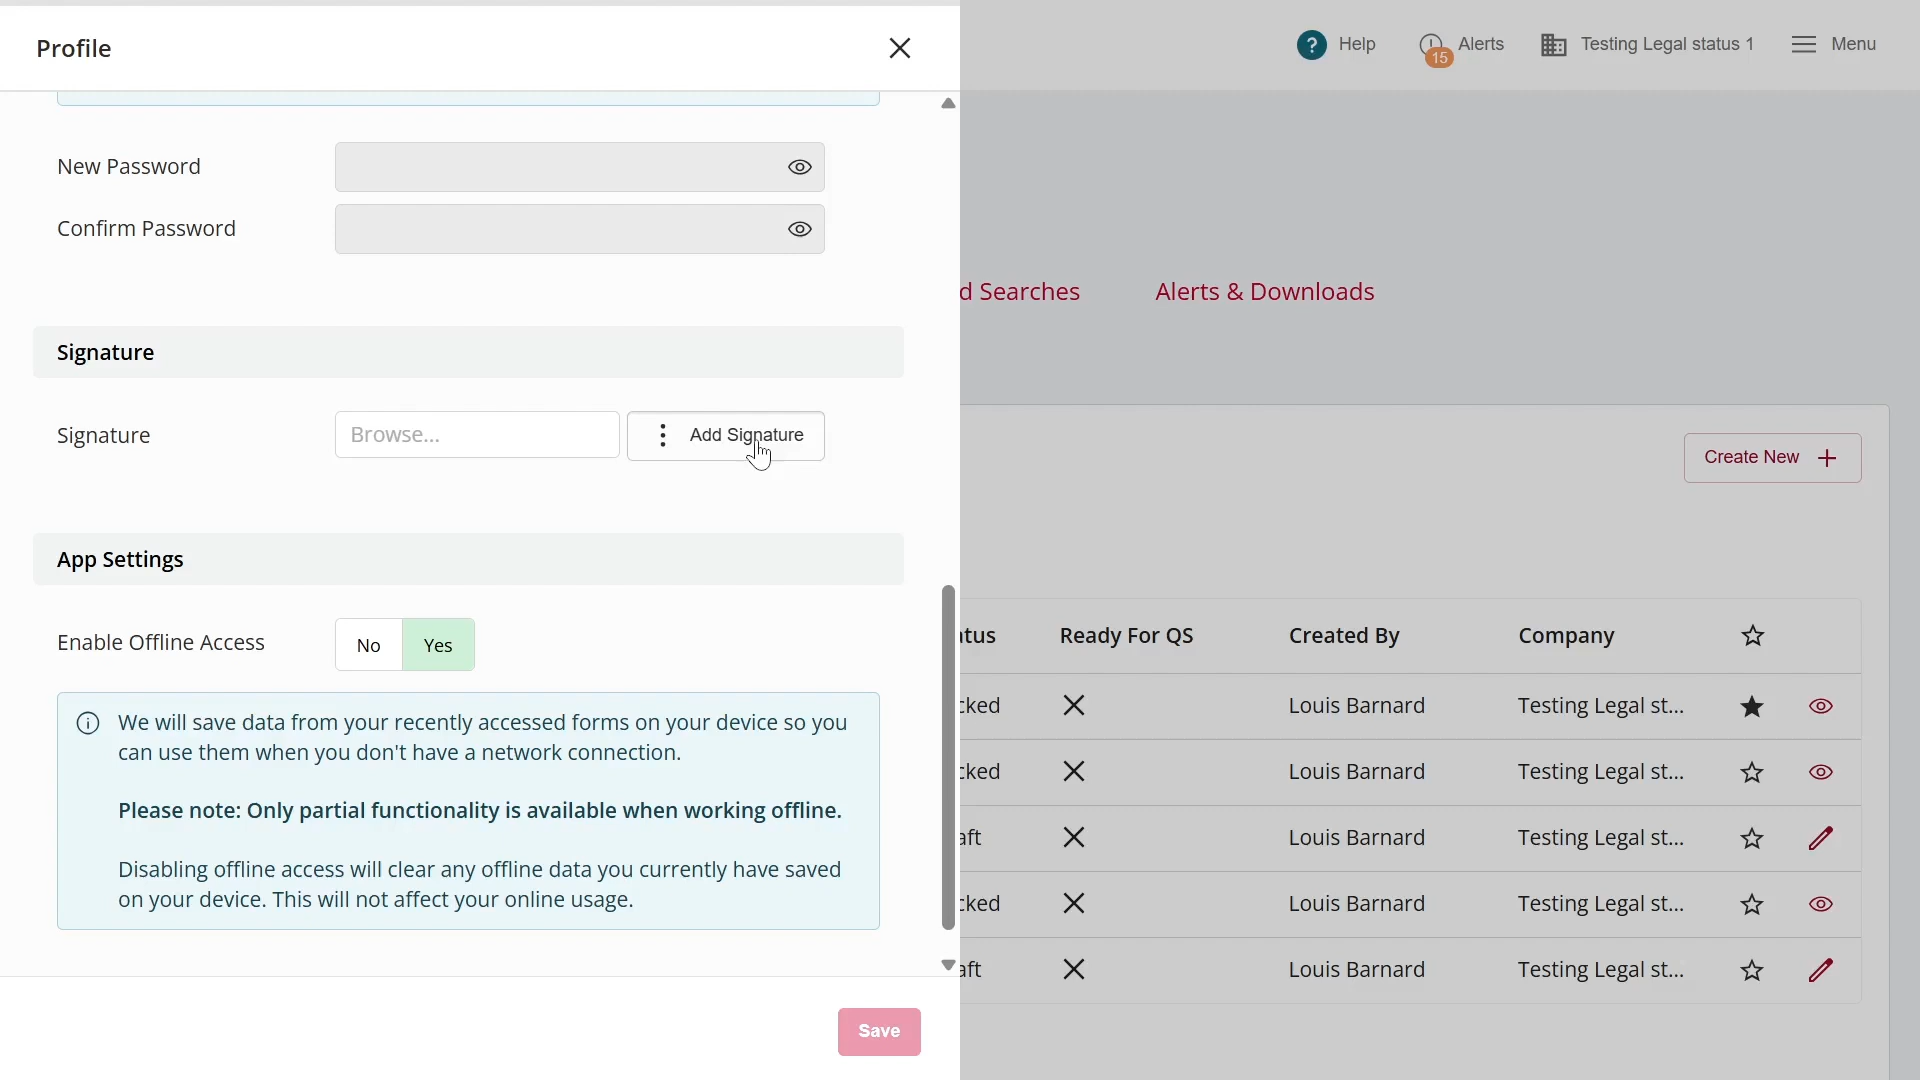 Profile
Help
15
Alerts
Testing Legal status 1
Menu
New Password
Confirm Password
d Searches
Alerts & Downloads
Signature
Signature
Browse...
Add Signature
Create New
App Settings
Enable Offline Access
No
Yes
We will save data from your recently accessed forms on your device so you
can use them when you don't have a network connection.
Please note: Only partial functionality is available when working offline.
Disabling offline access will clear any offline data you currently have saved
on your device. This will not affect your online usage.
atus Ready For QS Created By Company
cked Louis Barnard Testing Legal st...
cked Louis Barnard Testing Legal st...
aft Louis Barnard Testing Legal st...
cked Louis Barnard Testing Legal st...
aft Louis Barnard Testing Legal st...
Save